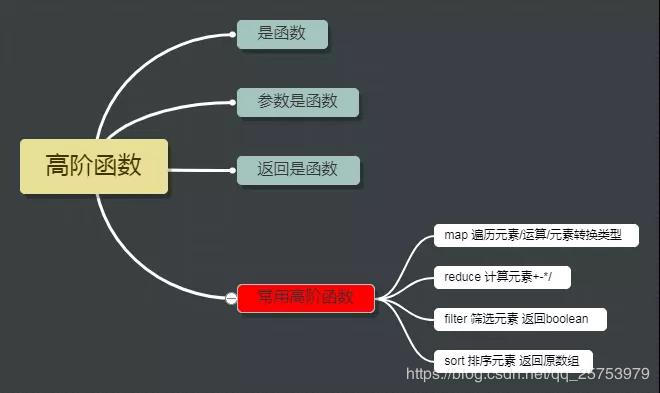 是函数
参数是函数
高阶函数
返回是函数
map 遍历元素/运算/元素转换类型
reduce 计算元素+-*/
常用高阶函数
filter 筛选元素 返回boolean
sort 排序元素 返回原数组
https://blog.csdn.net/qq_25753979